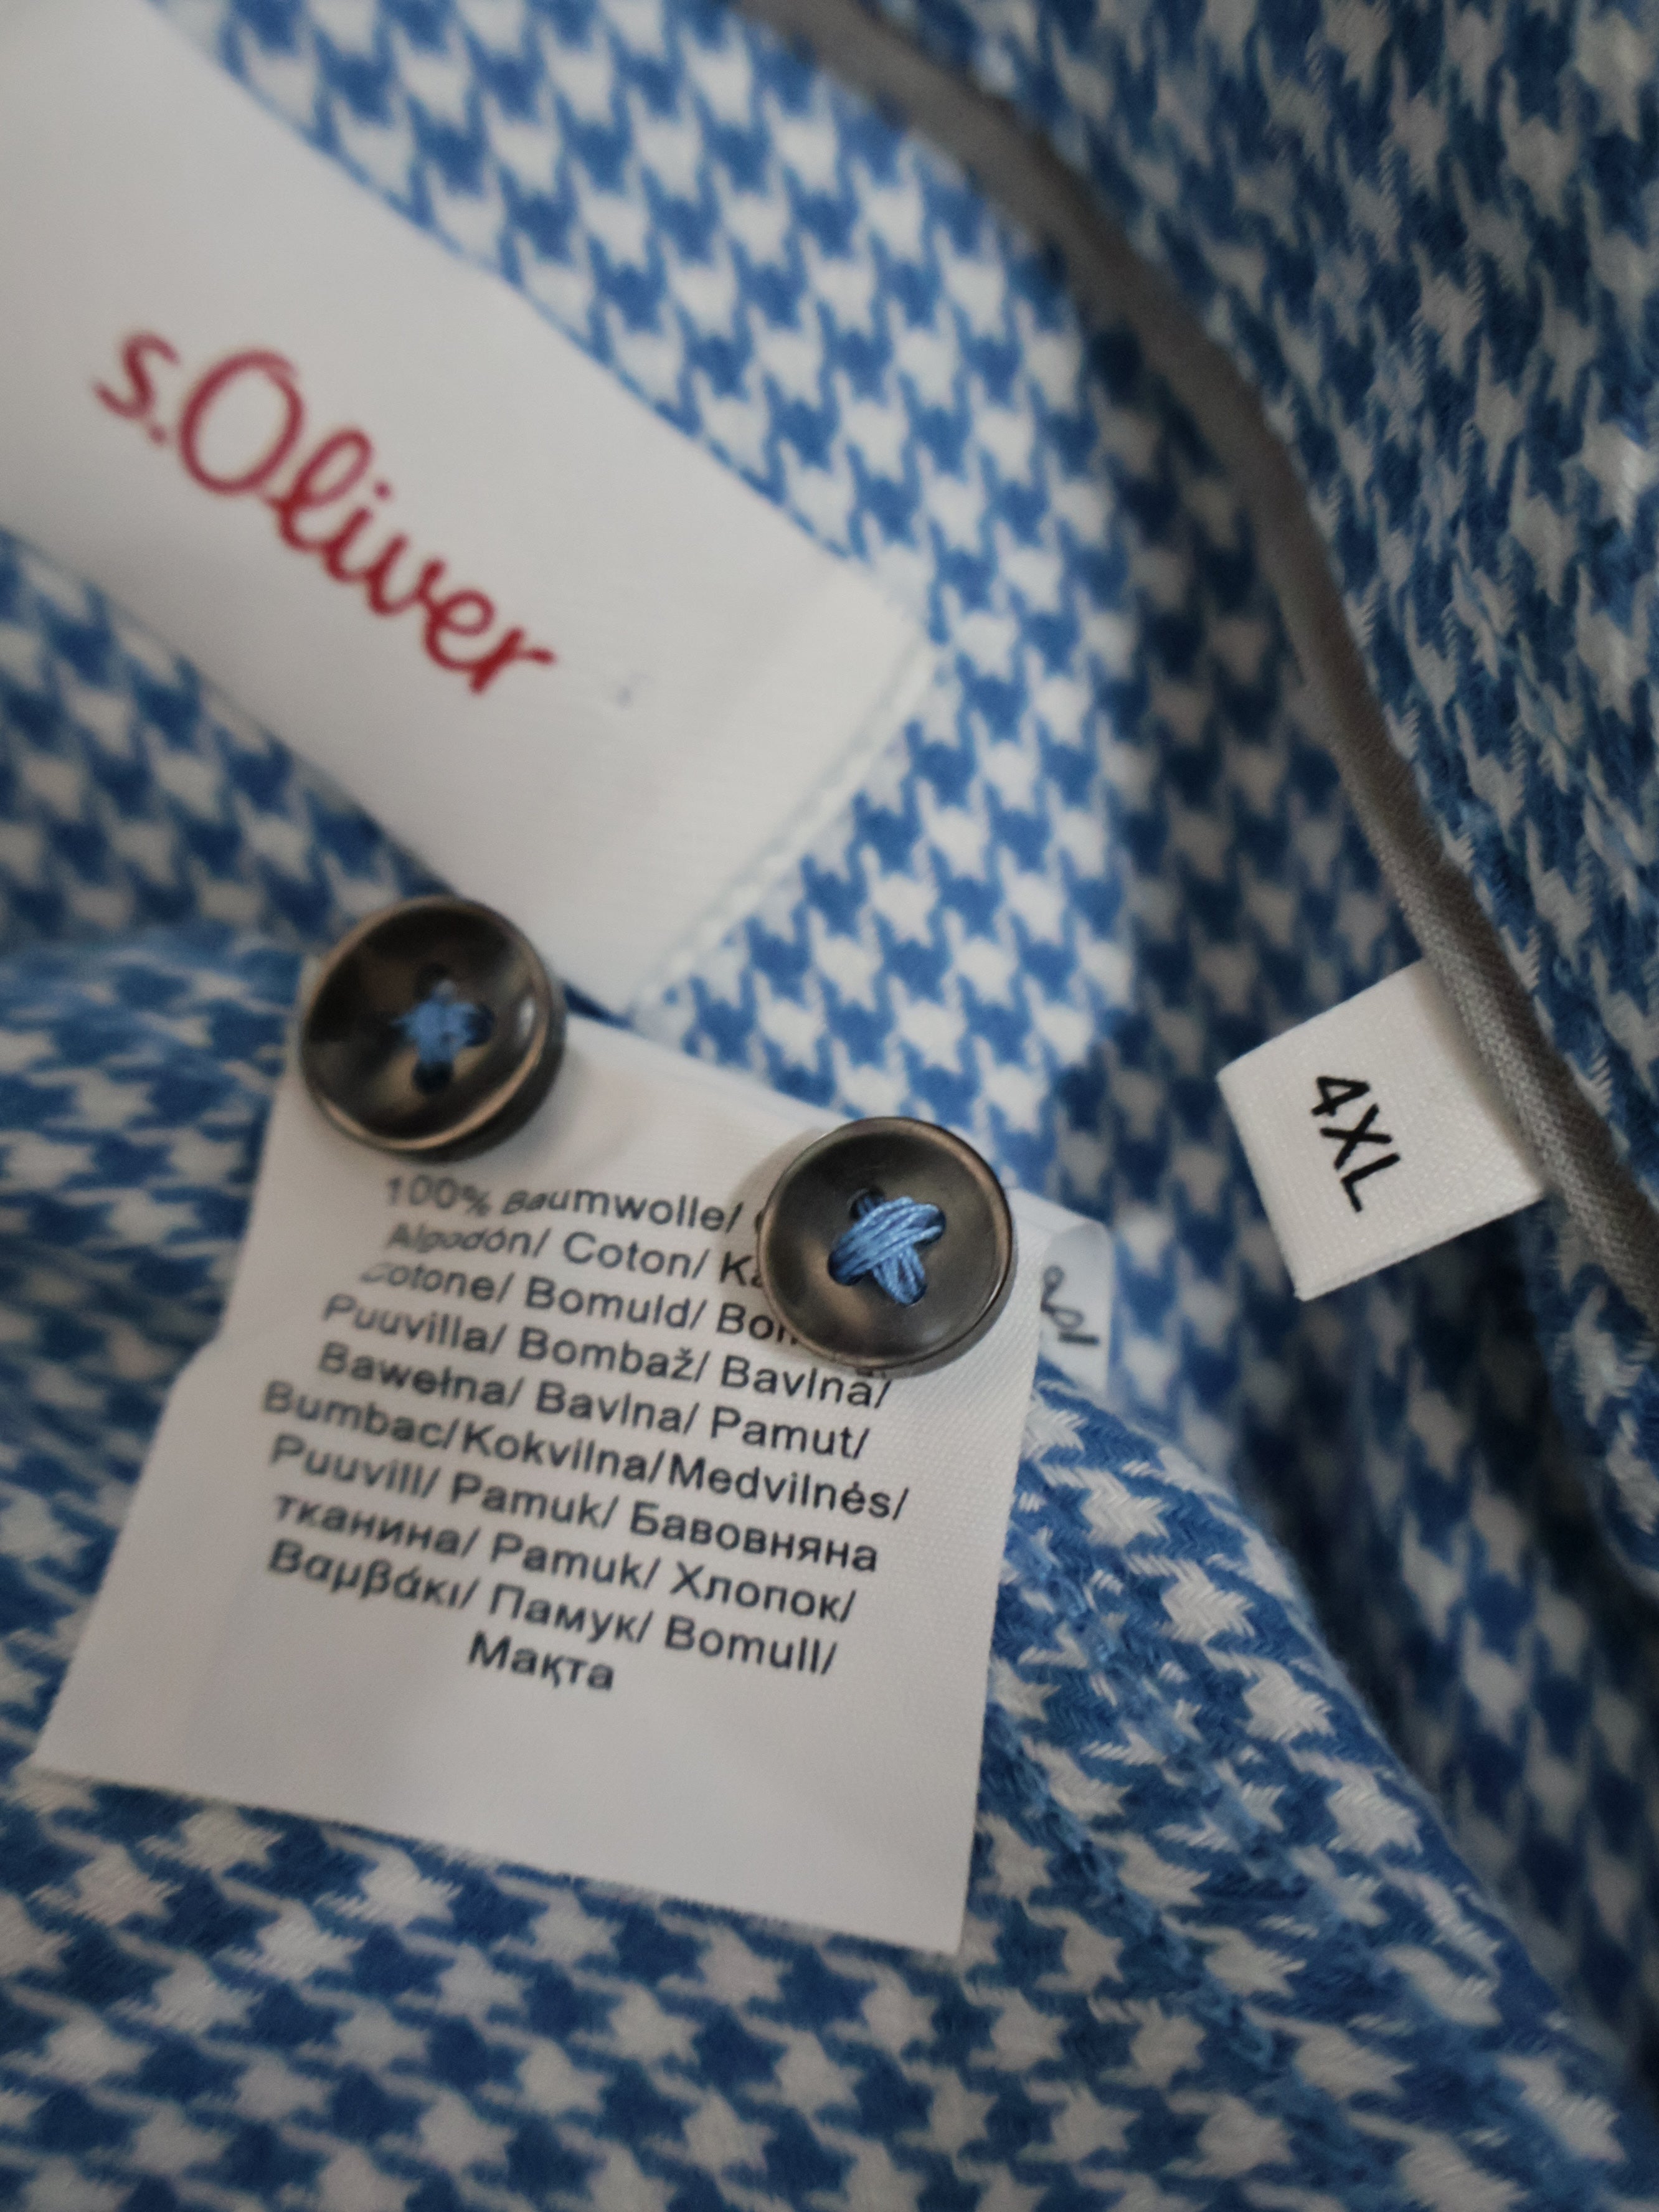 s.Oliver
4XL
100% Baumwolle/
Algodón/ Coton/
Cotone/ Bomuld/
Puuvilla/ Bombaž/ Bavlna/
Bawełna/ Bavlna/ Pamut/
Bumbac/Kokvilna/Medvilnės/
Puuvill/ Pamuk/ Бавовняна
тканина/ Pamuk/ Хлопок/
Βαμβάκι/ Памук/ Bomull/
Мақта